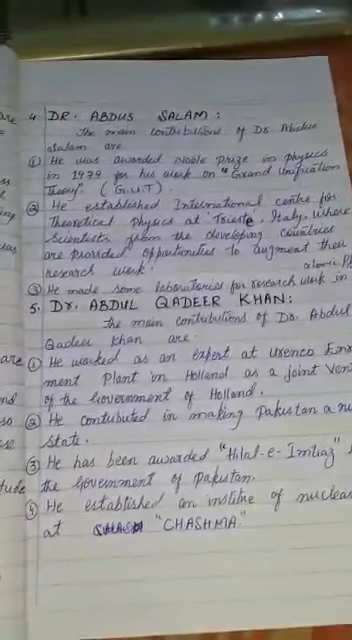 4. DR. ABDUS SALAM:
The main contributions of Dr. Abdus
Salam are
① He was awarded Noble Prize in physics
in 1979 for his work on "Grand Unification
Theory" (G.U.T).
② He established International centre for
Theoretical Physics at Trieste, Italy, where
Scientists from the developing countries
are provided opportunities to augment their
research work.
③ He made some laboratories for research work in
5. DR. ABDUL QADEER KHAN:
the main contributions of Dr. Abdul
Qadeer Khan are.
① He worked as an expert at Urenco Enri
ment Plant in Holland as a joint Ven
of the Government of Holland.
② He contibuted in making Pakistan a nu
State.
③ He has been awarded "Hilal-e-Imtiaz"
the Government of Pakistan.
④ He established an institue of nuclear
at "CHASHMA"